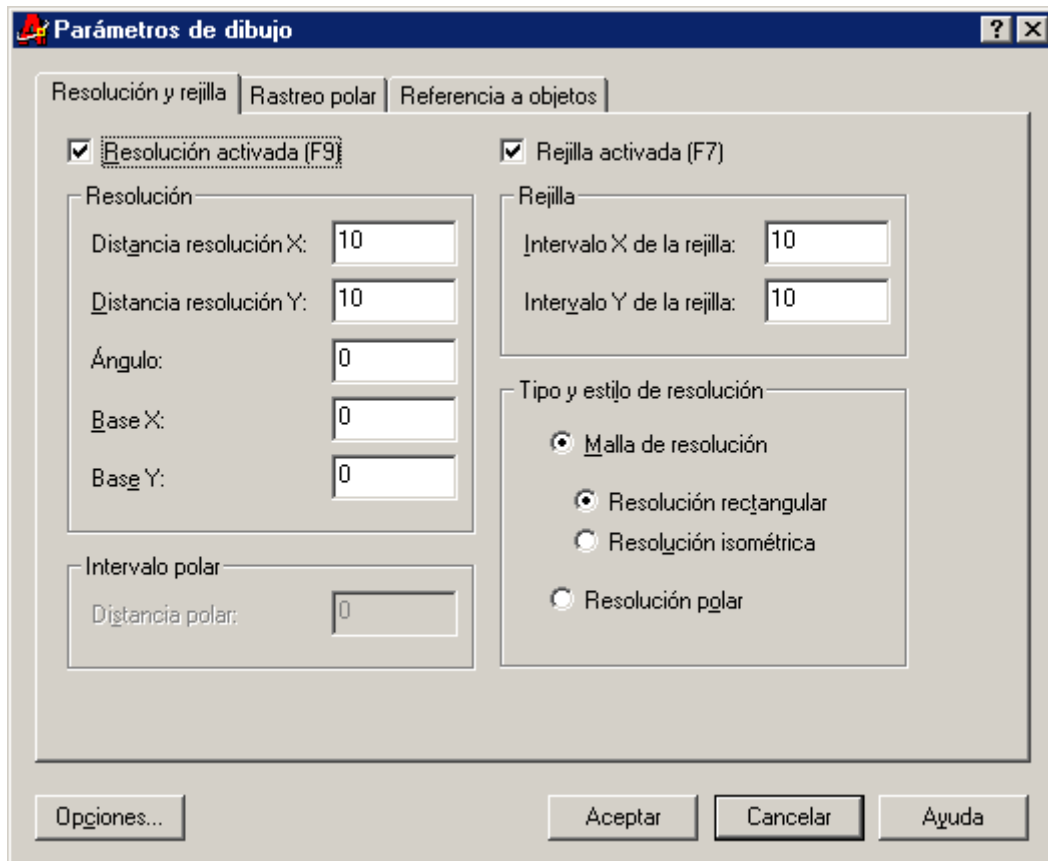 Parámetros de dibujo
Resolución y rejilla
Rastreo polar
Referencia a objetos
Resolución activada (F9)
Resolución
Distancia resolución X: 10
Distancia resolución Y: 10
Ángulo: 0
Base X: 0
Base Y: 0
Intervalo polar
Distancia polar: 0
Rejilla activada (F7)
Rejilla
Intervalo X de la rejilla: 10
Intervalo Y de la rejilla: 10
Tipo y estilo de resolución
Malla de resolución
Resolución rectangular
Resolución isométrica
Resolución polar
Opciones...
Aceptar
Cancelar
Ayuda